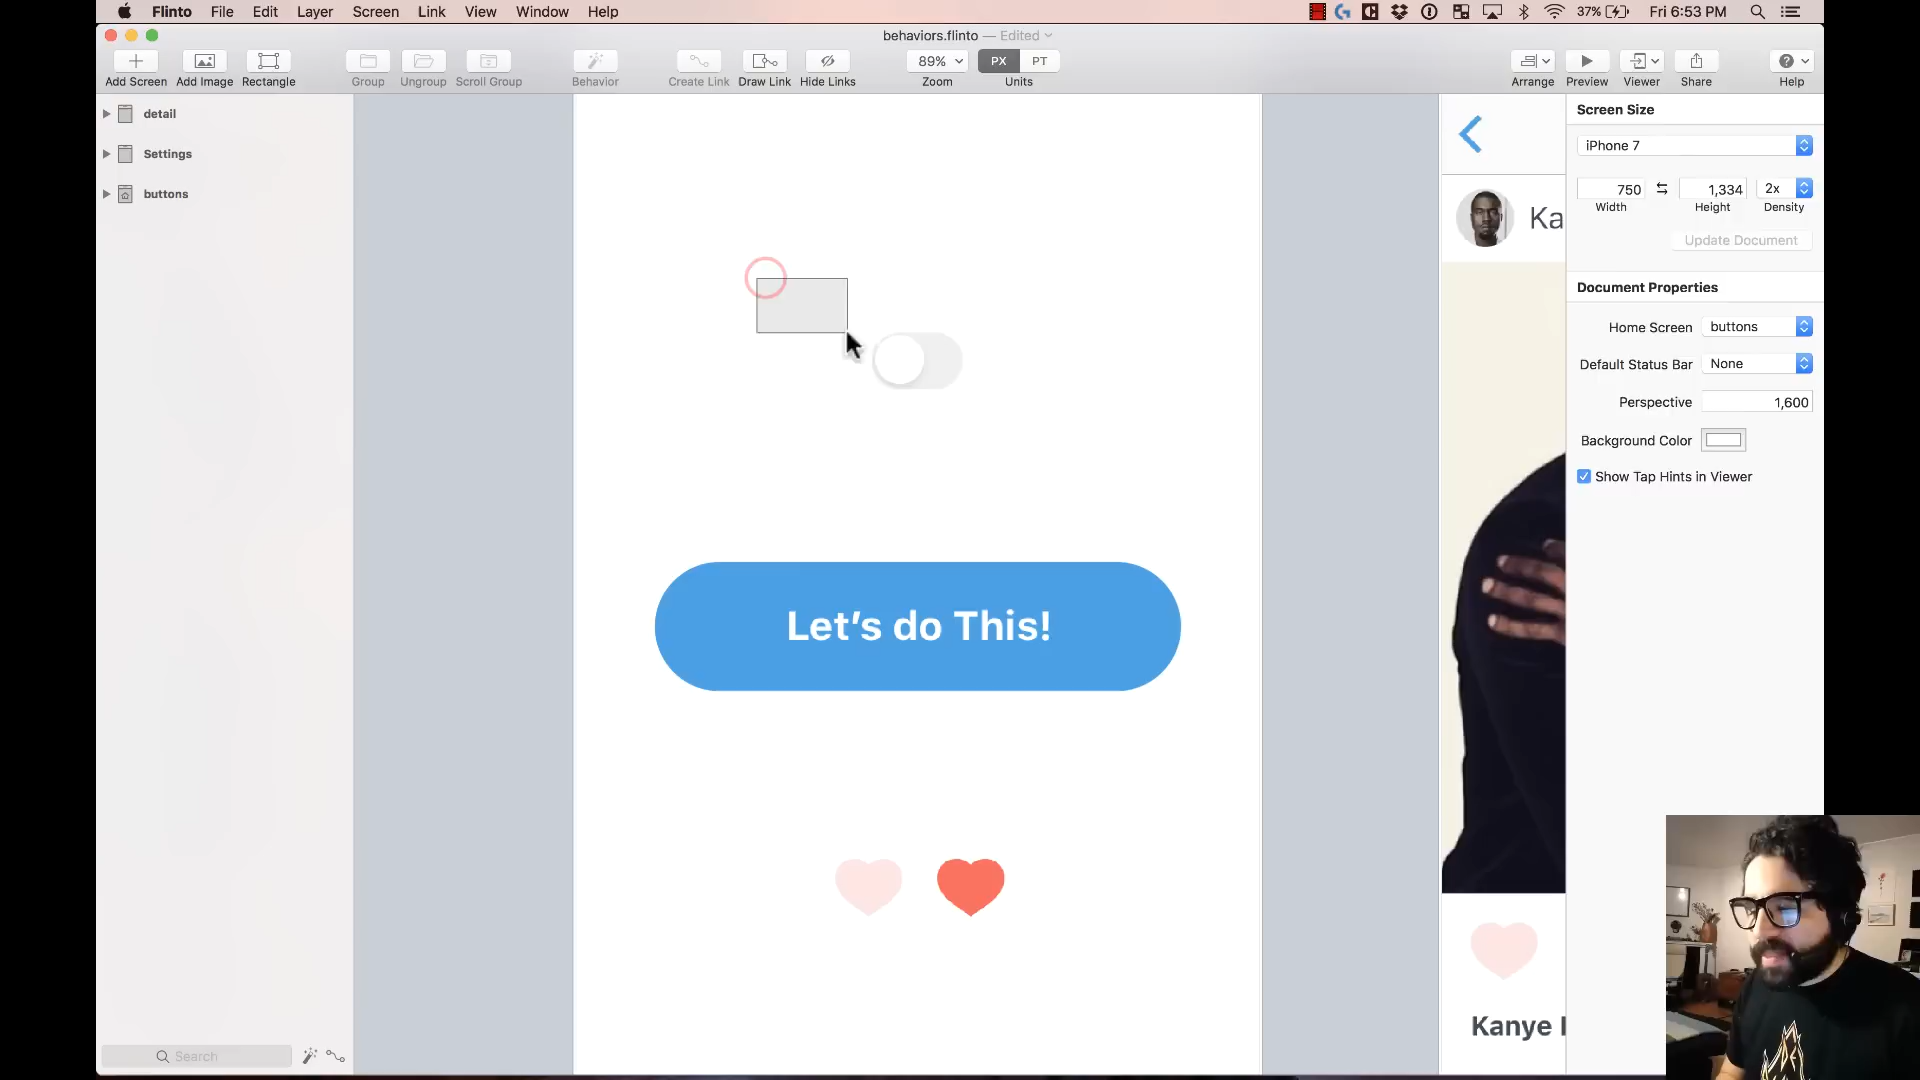 Flinto File Edit Layer Screen Link View Window Help 37% Fri 6:53 PM
behaviors.flinto — Edited
89% PX PT
Add Screen Add Image Rectangle Group Ungroup Scroll Group Behavior Create Link Draw Link Hide Links Zoom Units Arrange Preview Viewer Share Help
detail
Settings
buttons
Search
Let's do This!
Ka
Kanye
Screen Size
iPhone 7
750 1,334 2x
Width Height Density
Update Document
Document Properties
Home Screen buttons
Default Status Bar None
Perspective 1,600
Background Color
Show Tap Hints in Viewer